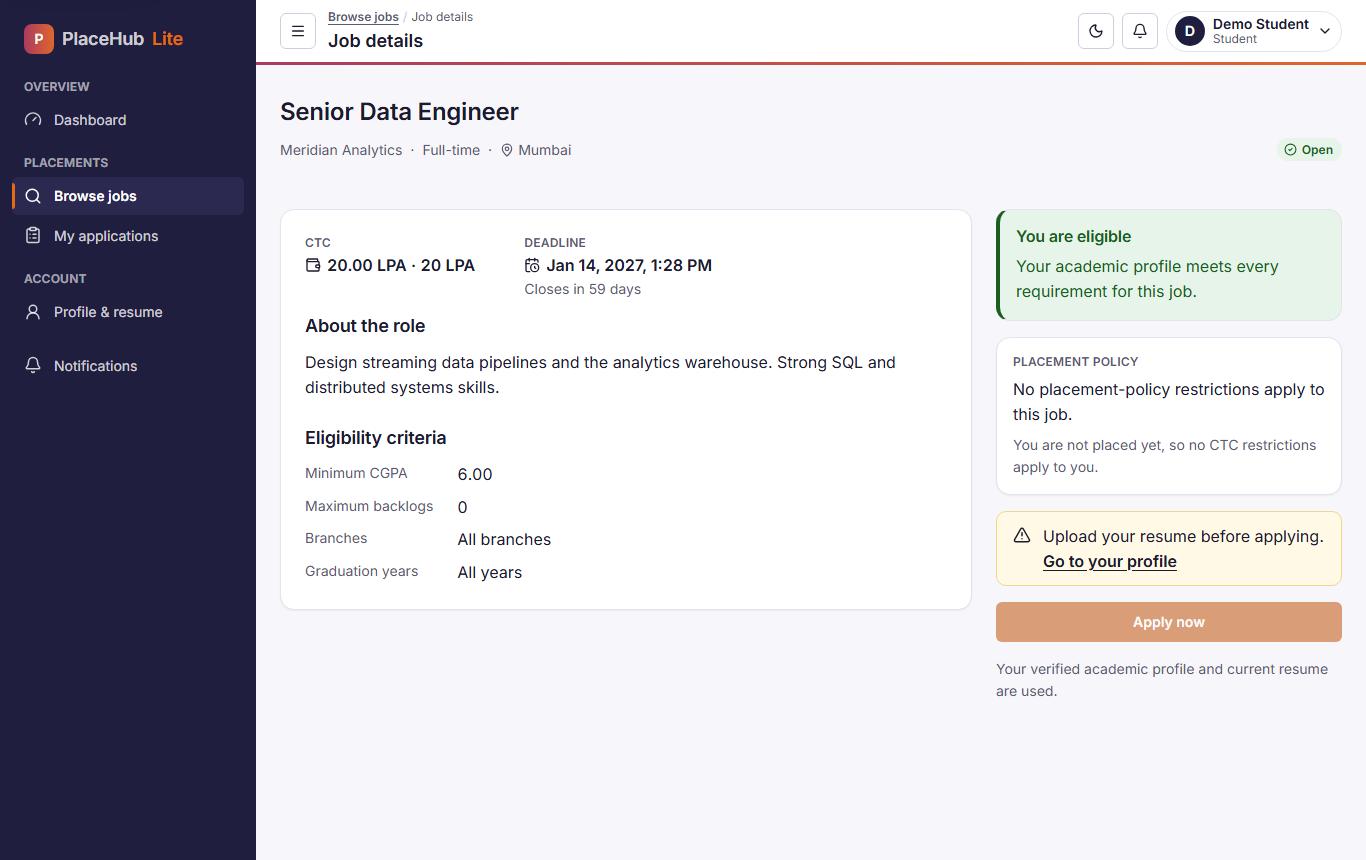 P PlaceHub Lite
OVERVIEW
Dashboard
PLACEMENTS
Browse jobs
My applications
ACCOUNT
Profile & resume
Notifications
Browse jobs / Job details
Job details
D
Demo Student
Student
Senior Data Engineer
Meridian Analytics · Full-time · Mumbai
Open
CTC
20.00 LPA · 20 LPA
DEADLINE
Jan 14, 2027, 1:28 PM
Closes in 59 days
About the role
Design streaming data pipelines and the analytics warehouse. Strong SQL and
distributed systems skills.
Eligibility criteria
Minimum CGPA 6.00
Maximum backlogs 0
Branches All branches
Graduation years All years
You are eligible
Your academic profile meets every
requirement for this job.
PLACEMENT POLICY
No placement-policy restrictions apply to
this job.
You are not placed yet, so no CTC restrictions
apply to you.
Upload your resume before applying.
Go to your profile
Apply now
Your verified academic profile and current resume
are used.